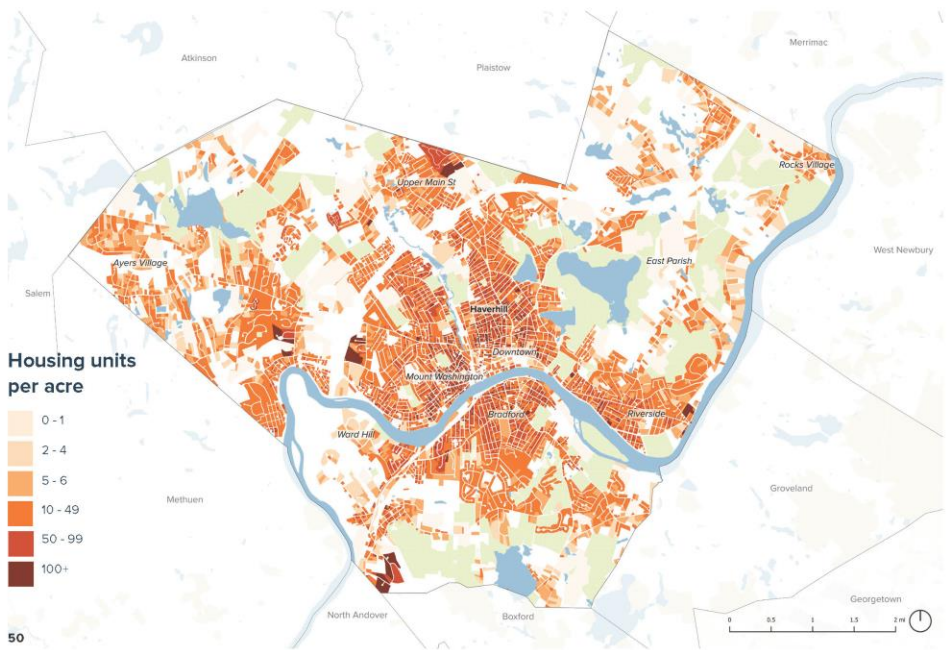 Atkinson
Plaistow
Merrimac
Rocks Village
Upper Main St
West Newbury
Ayers Village
East Parish
Salem
Haverhill
Housing units
per acre
0 - 1
2 - 4
5 - 6
10 - 49
50 - 99
100+
Downtown
Mount Washington
Bradford
Riverside
Ward Hill
Methuen
Groveland
North Andover
Boxford
Georgetown
0 0.5 1 1.5 2 mi
50